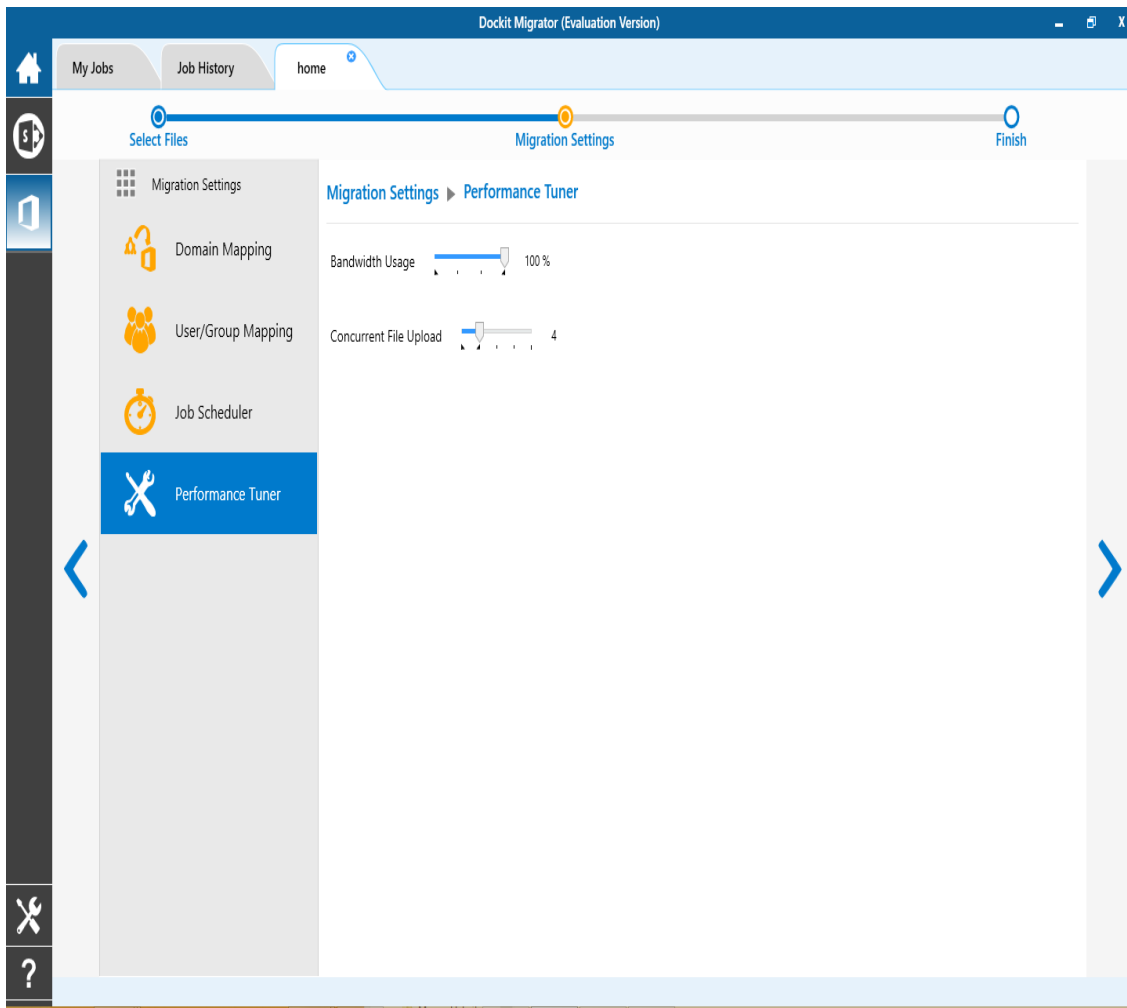 Dockit Migrator (Evaluation Version)
X
My Jobs
Job History
home
S
Select Files
Migration Settings
Finish
Migration Settings
Migration Settings ▶ Performance Tuner
Domain Mapping
Bandwidth Usage 100 %
User/Group Mapping
Concurrent File Upload 4
Job Scheduler
Performance Tuner
?